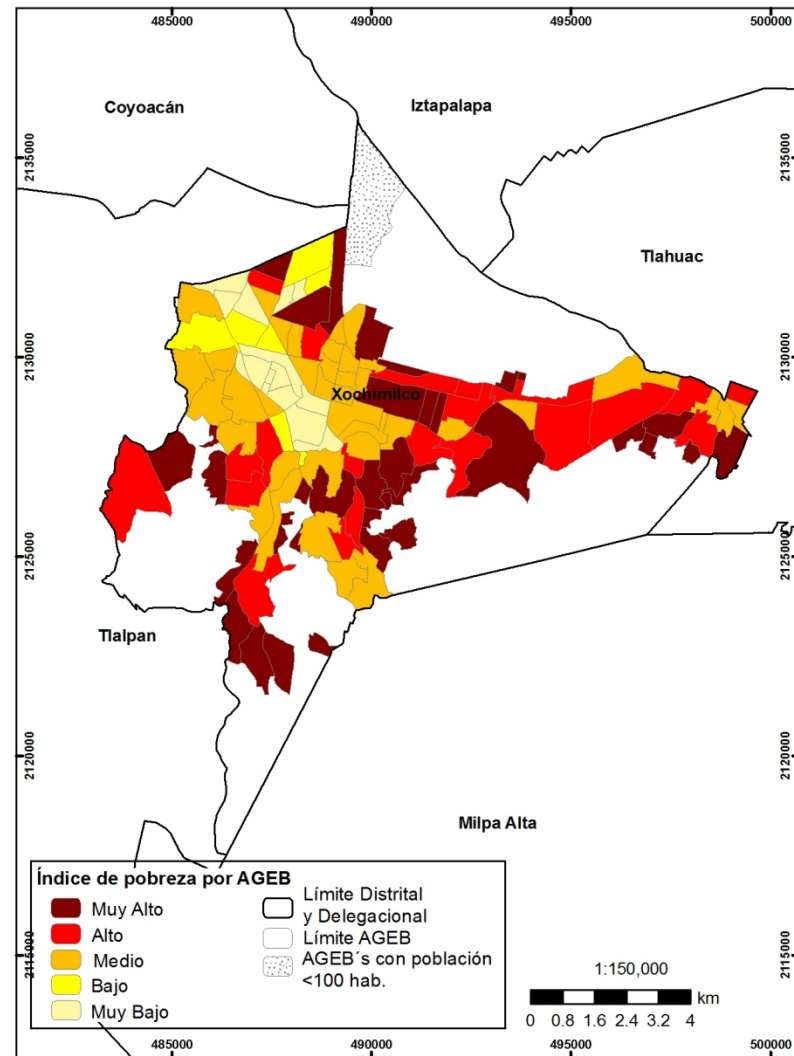 485000 490000 495000 500000
Coyoacán
Iztapalapa
2135000 2135000
Tlahuac
2130000 2130000
Xochimilco
2125000 2125000
Tlalpan
2120000 2120000
Milpa Alta
Índice de pobreza por AGEB
Muy Alto
Alto
Medio
Bajo
Muy Bajo
Límite Distrital
y Delegacional
Límite AGEB
AGEB´s con población
<100 hab.
2115000 2115000
1:150,000
km
0 0.8 1.6 2.4 3.2 4
485000 490000 495000 500000